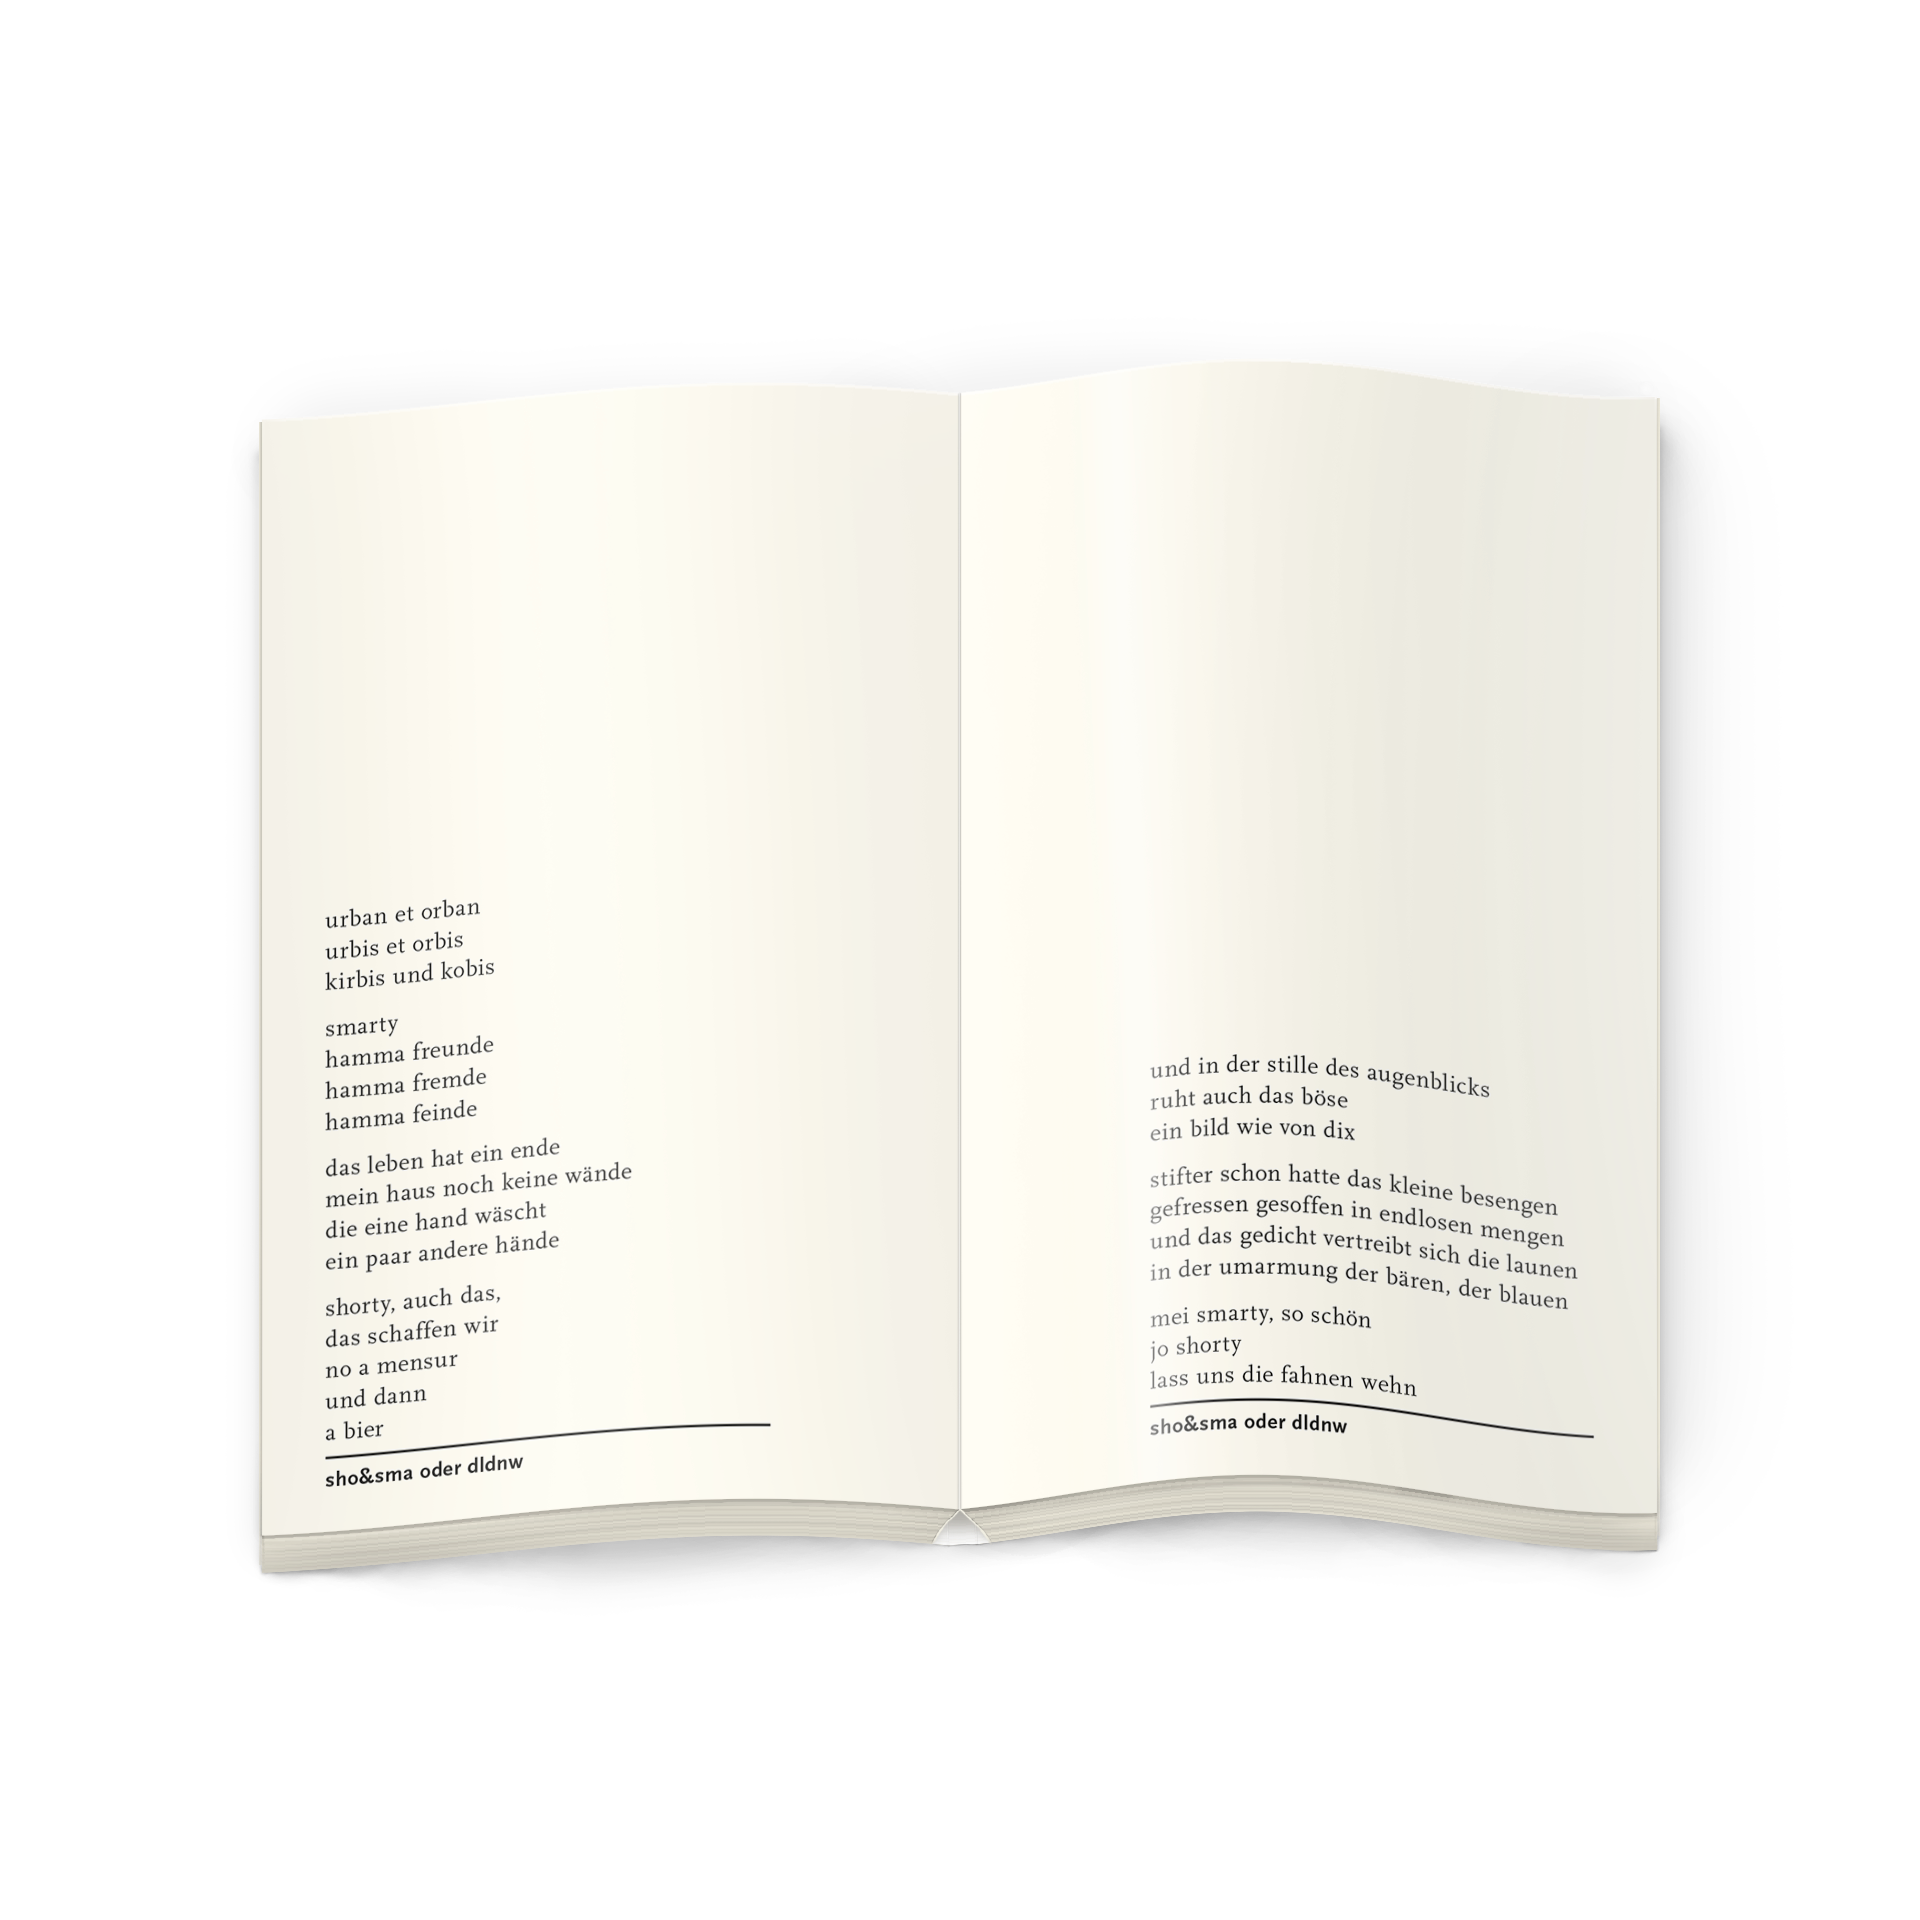 urban et orban
urbis et orbis
kirbis und kobis
smarty
hamma freunde
hamma fremde
hamma feinde
das leben hat ein ende
mein haus noch keine wände
die eine hand wäscht
ein paar andere hände
shorty, auch das,
das schaffen wir
no a mensur
und dann
a bier
sho&sma oder dldnw
und in der stille des augenblicks
ruht auch das böse
ein bild wie von dix
stifter schon hatte das kleine besengen
gefressen gesoffen in endlosen mengen
und das gedicht vertreibt sich die launen
in der umarmung der bären, der blauen
mei smarty, so schön
jo shorty
lass uns die fahnen wehn
sho&sma oder dldnw